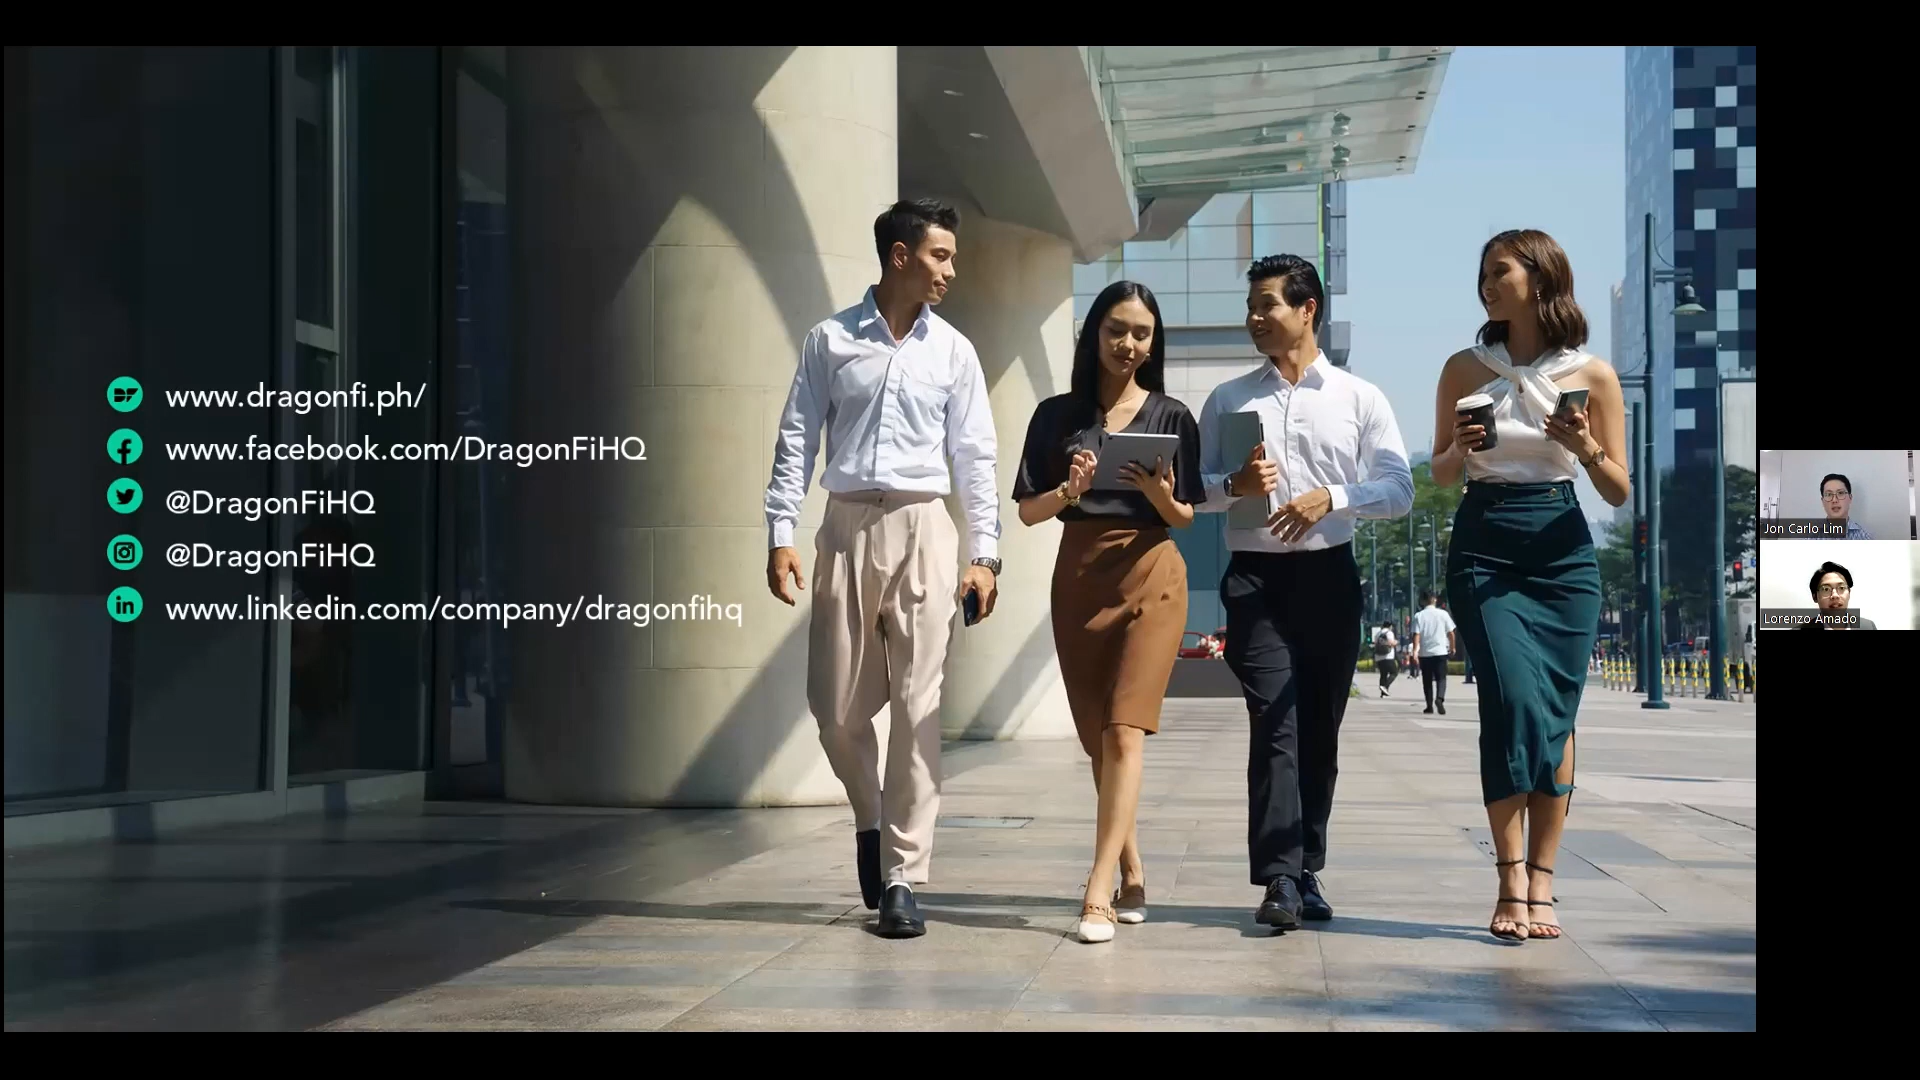 www.dragonfi.ph/
www.facebook.com/DragonFiHQ
@DragonFiHQ
@DragonFiHQ
www.linkedin.com/company/dragonfihq
Jon Carlo Lim
Lorenzo Amado